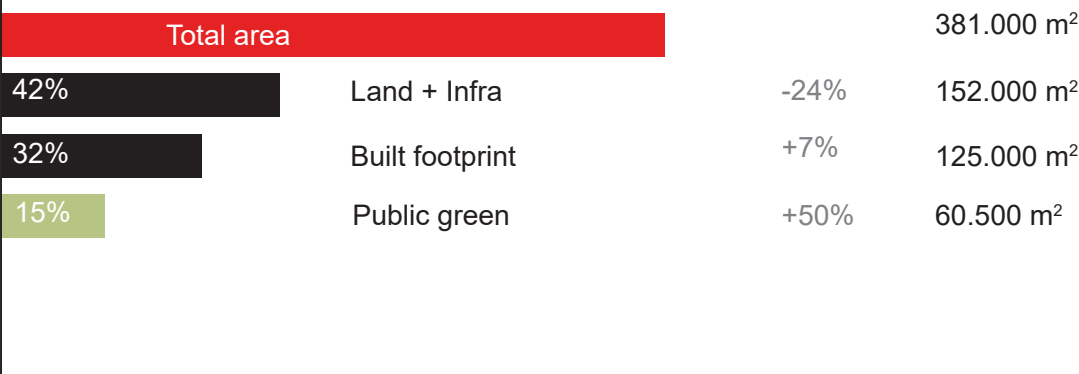 Total area 381.000 m²
42% Land + Infra -24% 152.000 m²
32% Built footprint +7% 125.000 m²
15% Public green +50% 60.500 m²